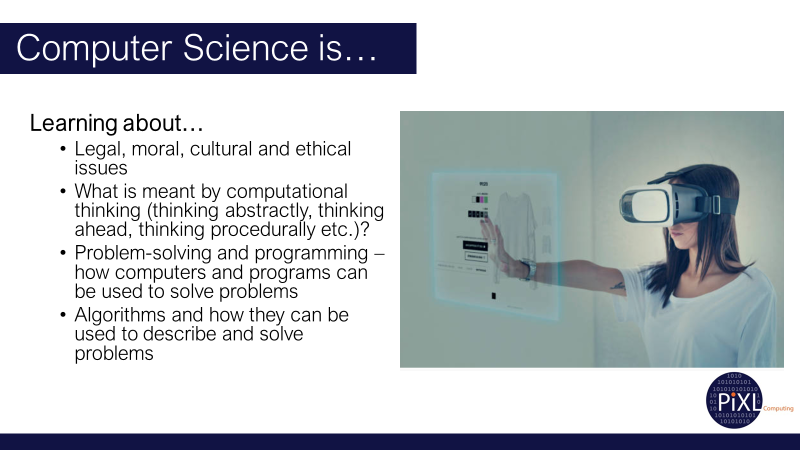 Computer Science is…
Learning about…
• Legal, moral, cultural and ethical
issues
• What is meant by computational
thinking (thinking abstractly, thinking
ahead, thinking procedurally etc.)?
• Problem-solving and programming –
how computers and programs can
be used to solve problems
• Algorithms and how they can be
used to describe and solve
problems
PiXL
Computing